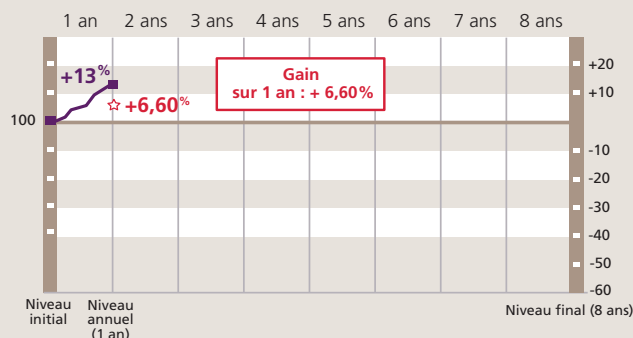 1 an 2 ans 3 ans 4 ans 5 ans 6 ans 7 ans 8 ans
+13%
+6,60%
Gain
sur 1 an : + 6,60%
100
+20
+10
-10
-20
-30
-40
-50
-60
Niveau
initial
Niveau
annuel
(1 an)
Niveau final (8 ans)